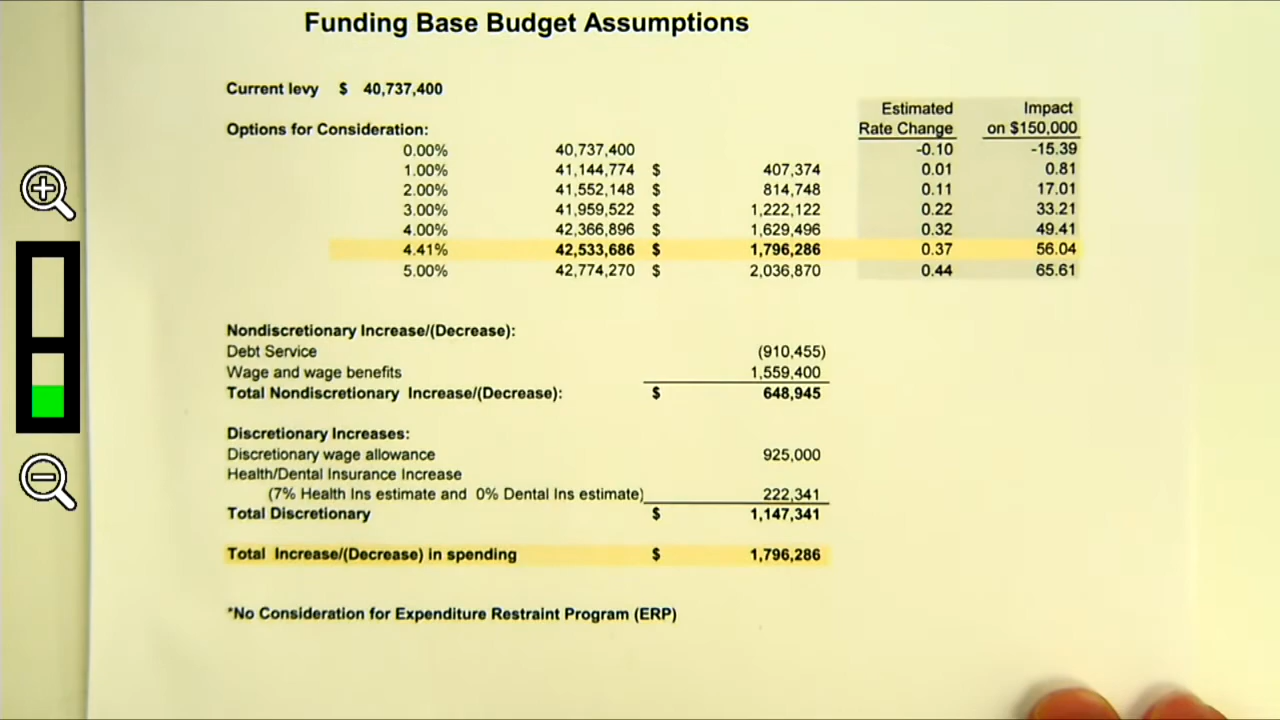 Funding Base Budget Assumptions
Current levy $ 40,737,400
Estimated Impact
Options for Consideration: Rate Change on $150,000
0.00% 40,737,400 -0.10 -15.39
1.00% 41,144,774 $ 407,374 0.01 0.81
2.00% 41,552,148 $ 814,748 0.11 17.01
3.00% 41,959,522 $ 1,222,122 0.22 33.21
4.00% 42,366,896 $ 1,629,496 0.32 49.41
4.41% 42,533,686 $ 1,796,286 0.37 56.04
5.00% 42,774,270 $ 2,036,870 0.44 65.61
Nondiscretionary Increase/(Decrease):
Debt Service (910,455)
Wage and wage benefits 1,559,400
Total Nondiscretionary Increase/(Decrease): $ 648,945
Discretionary Increases:
Discretionary wage allowance 925,000
Health/Dental Insurance Increase
(7% Health Ins estimate and 0% Dental Ins estimate) 222,341
Total Discretionary $ 1,147,341
Total Increase/(Decrease) in spending $ 1,796,286
*No Consideration for Expenditure Restraint Program (ERP)